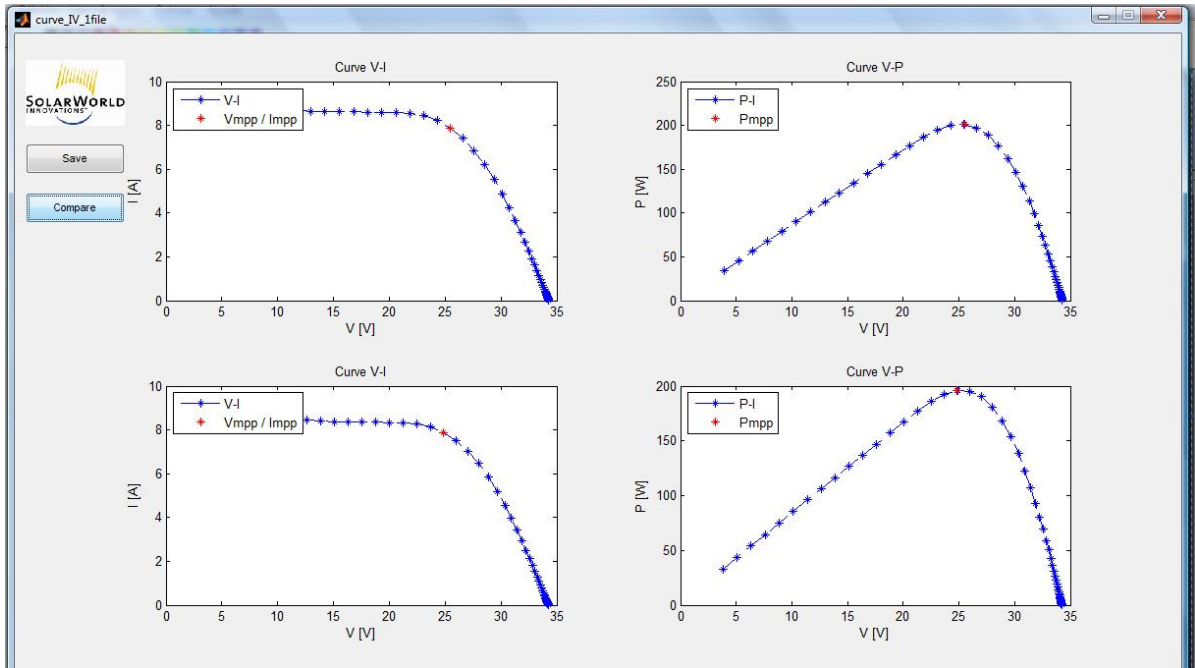 curve_IV_1file
SOLARWORLD
INNOVATIONS
Save
Compare
Curve V-I
V-I
Vmpp / Impp
10
8
6
4
2
0
I [A]
0 5 10 15 20 25 30 35
V [V]
Curve V-P
P-I
Pmpp
250
200
150
100
50
0
P [W]
0 5 10 15 20 25 30 35
V [V]
Curve V-I
V-I
Vmpp / Impp
10
8
6
4
2
0
I [A]
0 5 10 15 20 25 30 35
V [V]
Curve V-P
P-I
Pmpp
200
150
100
50
0
P [W]
0 5 10 15 20 25 30 35
V [V]